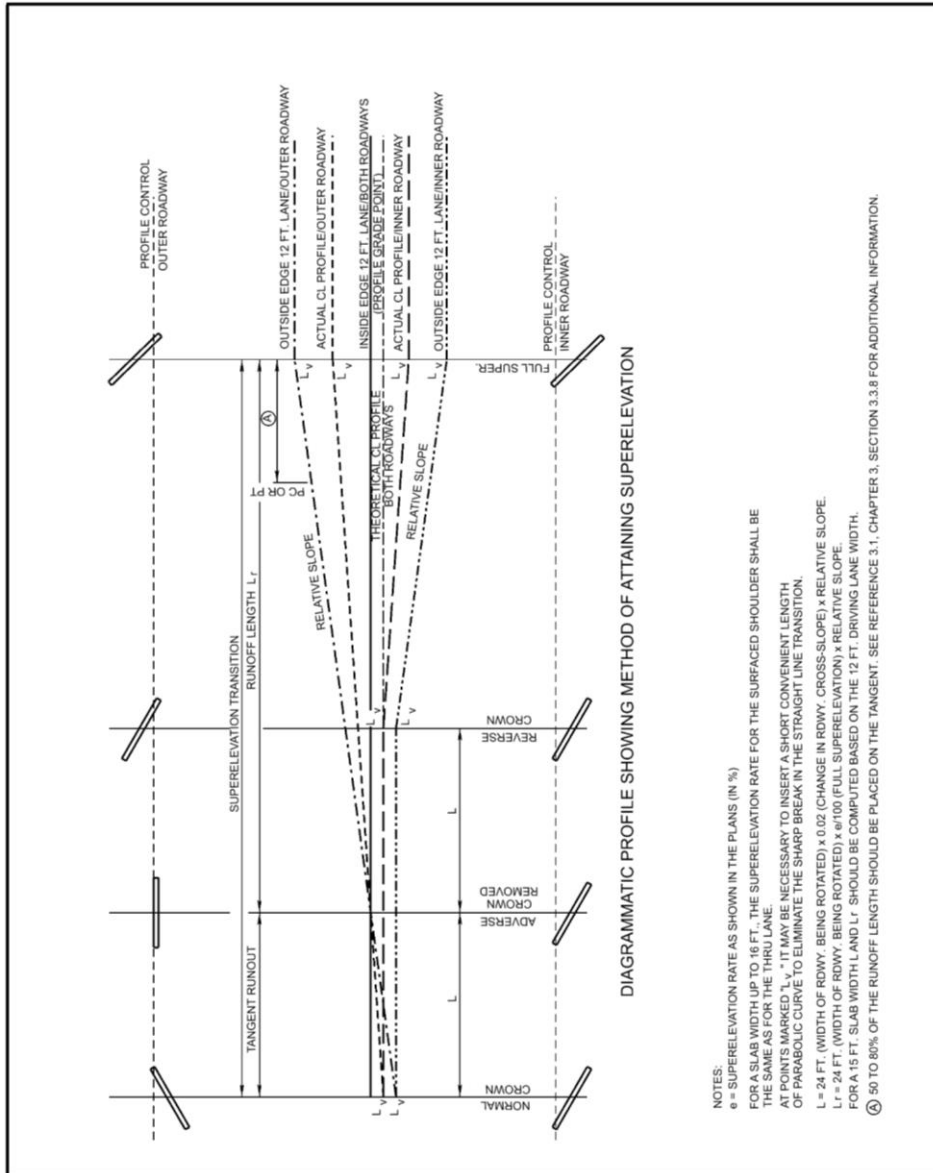 PROFILE CONTROL
OUTER ROADWAY
OUTSIDE EDGE 12 FT. LANE/OUTER ROADWAY
ACTUAL CL PROFILE/OUTER ROADWAY
INSIDE EDGE 12 FT. LANE/BOTH ROADWAYS
(PROFILE GRADE POINT)
ACTUAL CL PROFILE/INNER ROADWAY
OUTSIDE EDGE 12 FT. LANE/INNER ROADWAY
PROFILE CONTROL
INNER ROADWAY
SUPERELEVATION TRANSITION
RUNOFF LENGTH Lr
TANGENT RUNOUT
A
PC OR PT
RELATIVE SLOPE
THEORETICAL CL PROFILE
BOTH ROADWAYS
RELATIVE SLOPE
Lv
Lv
Lv
Lv
Lv
Lv
Lv
Lv
L
L
NORMAL
CROWN
ADVERSE
CROWN
REMOVED
REVERSE
CROWN
FULL SUPER.
DIAGRAMMATIC PROFILE SHOWING METHOD OF ATTAINING SUPERELEVATION
NOTES:
e = SUPERELEVATION RATE AS SHOWN IN THE PLANS (IN %)
FOR A SLAB WIDTH UP TO 16 FT., THE SUPERELEVATION RATE FOR THE SURFACED SHOULDER SHALL BE
THE SAME AS FOR THE THRU LANE.
AT POINTS MARKED "Lv" IT MAY BE NECESSARY TO INSERT A SHORT CONVENIENT LENGTH
OF PARABOLIC CURVE TO ELIMINATE THE SHARP BREAK IN THE STRAIGHT LINE TRANSITION.
L = 24 FT. (WIDTH OF RDWY. BEING ROTATED) x 0.02 (CHANGE IN RDWY. CROSS-SLOPE) x RELATIVE SLOPE.
Lr = 24 FT. (WIDTH OF RDWY. BEING ROTATED) x e/100 (FULL SUPERELEVATION) x RELATIVE SLOPE.
FOR A 15 FT. SLAB WIDTH L AND Lr SHOULD BE COMPUTED BASED ON THE 12 FT. DRIVING LANE WIDTH.
Ⓐ 50 TO 80% OF THE RUNOFF LENGTH SHOULD BE PLACED ON THE TANGENT. SEE REFERENCE 3.1, CHAPTER 3, SECTION 3.3.8 FOR ADDITIONAL INFORMATION.